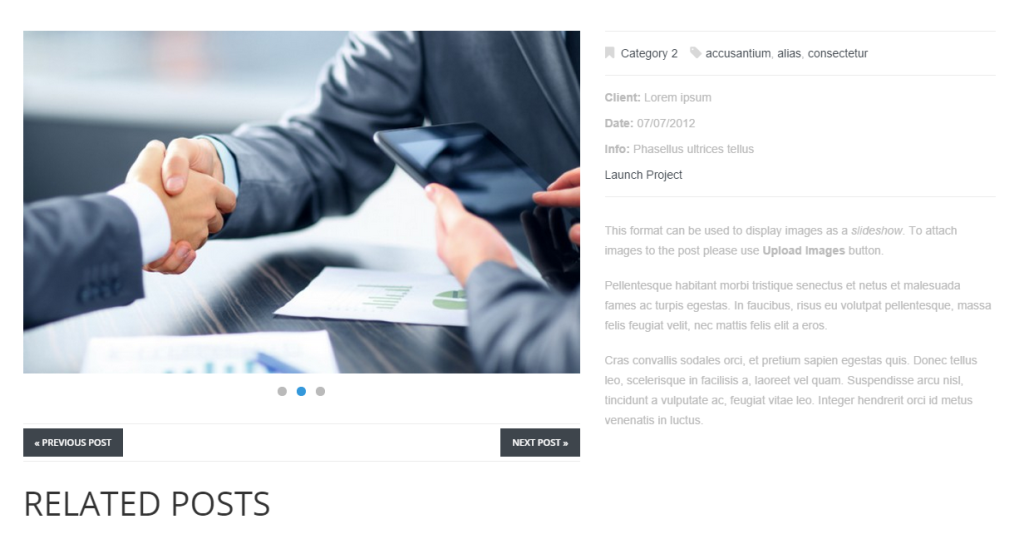 Category 2 accusantium, alias, consectetur
Client: Lorem ipsum
Date: 07/07/2012
Info: Phasellus ultrices tellus
Launch Project
This format can be used to display images as a slideshow. To attach
images to the post please use Upload Images button.
Pellentesque habitant morbi tristique senectus et netus et malesuada
fames ac turpis egestas. In faucibus, risus eu volutpat pellentesque, massa
felis feugiat velit, nec mattis felis elit a eros.
Cras convallis sodales orci, et pretium sapien egestas quis. Donec tellus
leo, scelerisque in facilisis a, laoreet vel quam. Suspendisse arcu nisl,
tincidunt a vulputate ac, feugiat vitae leo. Integer hendrerit orci id metus
venenatis in luctus.
« PREVIOUS POST
NEXT POST »
RELATED POSTS